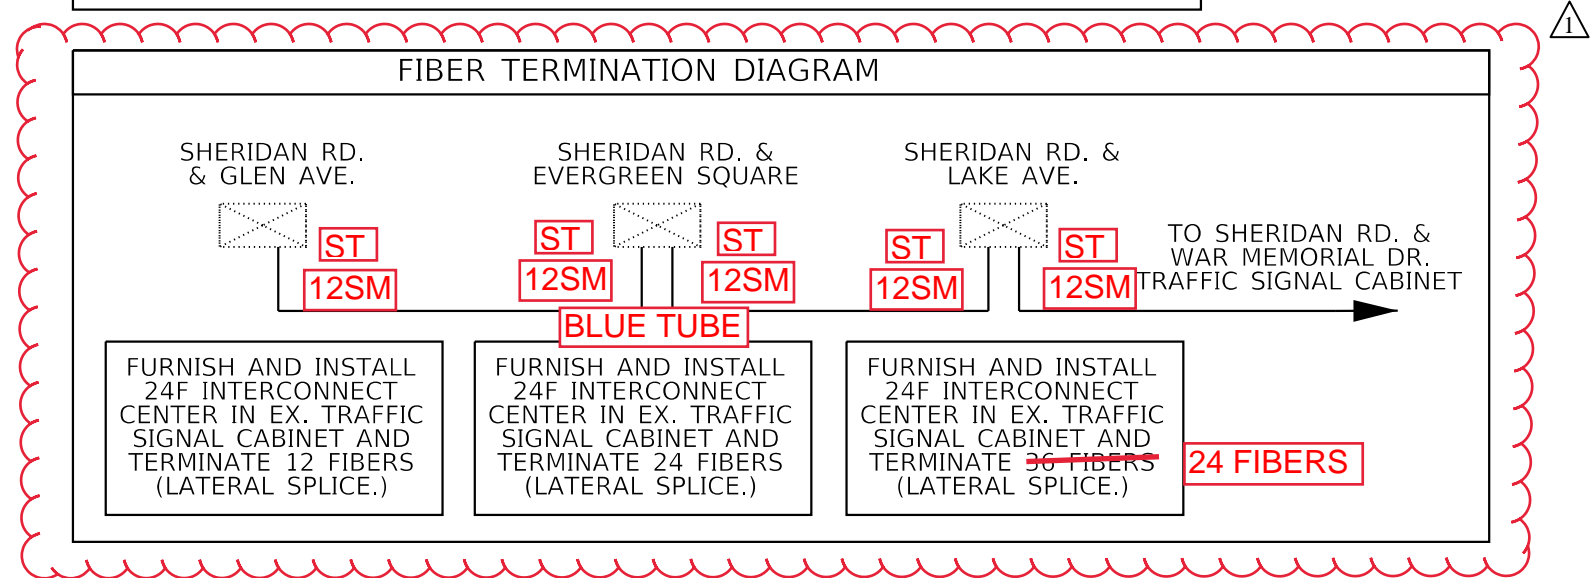 1
FIBER TERMINATION DIAGRAM
SHERIDAN RD.
& GLEN AVE.
SHERIDAN RD. &
EVERGREEN SQUARE
SHERIDAN RD. &
LAKE AVE.
ST
12SM
ST
12SM
ST
12SM
ST
12SM
ST
12SM
TO SHERIDAN RD. &
WAR MEMORIAL DR.
TRAFFIC SIGNAL CABINET
BLUE TUBE
FURNISH AND INSTALL
24F INTERCONNECT
CENTER IN EX. TRAFFIC
SIGNAL CABINET AND
TERMINATE 12 FIBERS
(LATERAL SPLICE.)
FURNISH AND INSTALL
24F INTERCONNECT
CENTER IN EX. TRAFFIC
SIGNAL CABINET AND
TERMINATE 24 FIBERS
(LATERAL SPLICE.)
FURNISH AND INSTALL
24F INTERCONNECT
CENTER IN EX. TRAFFIC
SIGNAL CABINET AND
TERMINATE 36 FIBERS
(LATERAL SPLICE.)
24 FIBERS